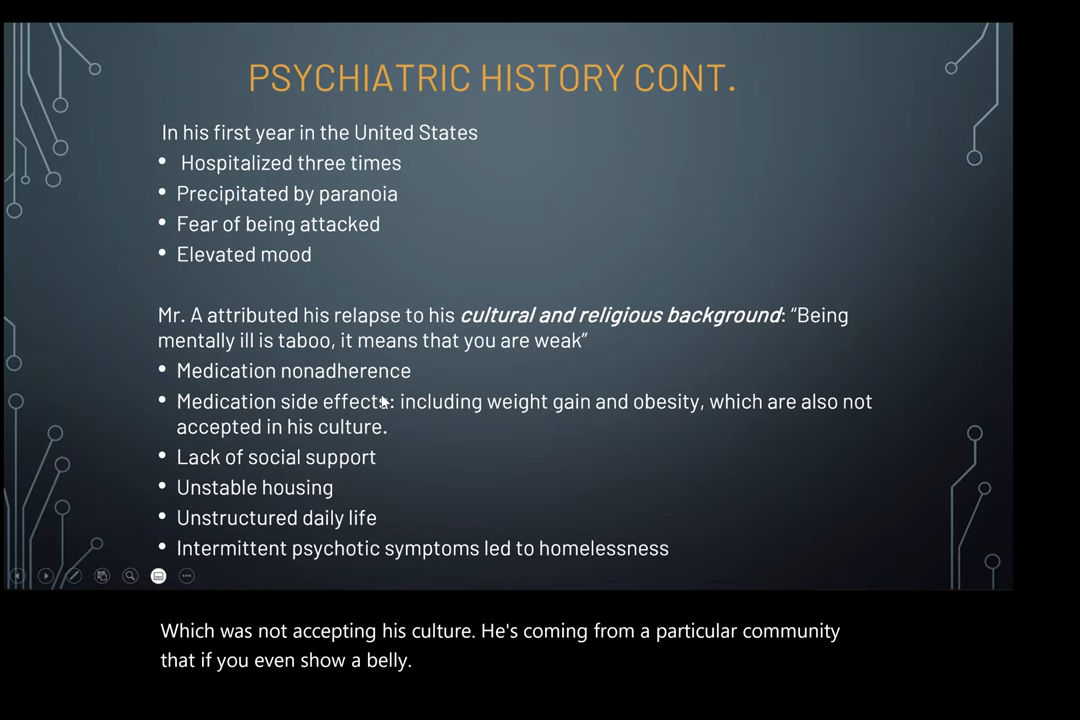 PSYCHIATRIC HISTORY CONT.
In his first year in the United States
• Hospitalized three times
• Precipitated by paranoia
• Fear of being attacked
• Elevated mood
Mr. A attributed his relapse to his cultural and religious background: “Being
mentally ill is taboo, it means that you are weak”
• Medication nonadherence
• Medication side effects: including weight gain and obesity, which are also not
accepted in his culture.
• Lack of social support
• Unstable housing
• Unstructured daily life
• Intermittent psychotic symptoms led to homelessness
Which was not accepting his culture. He's coming from a particular community
that if you even show a belly.